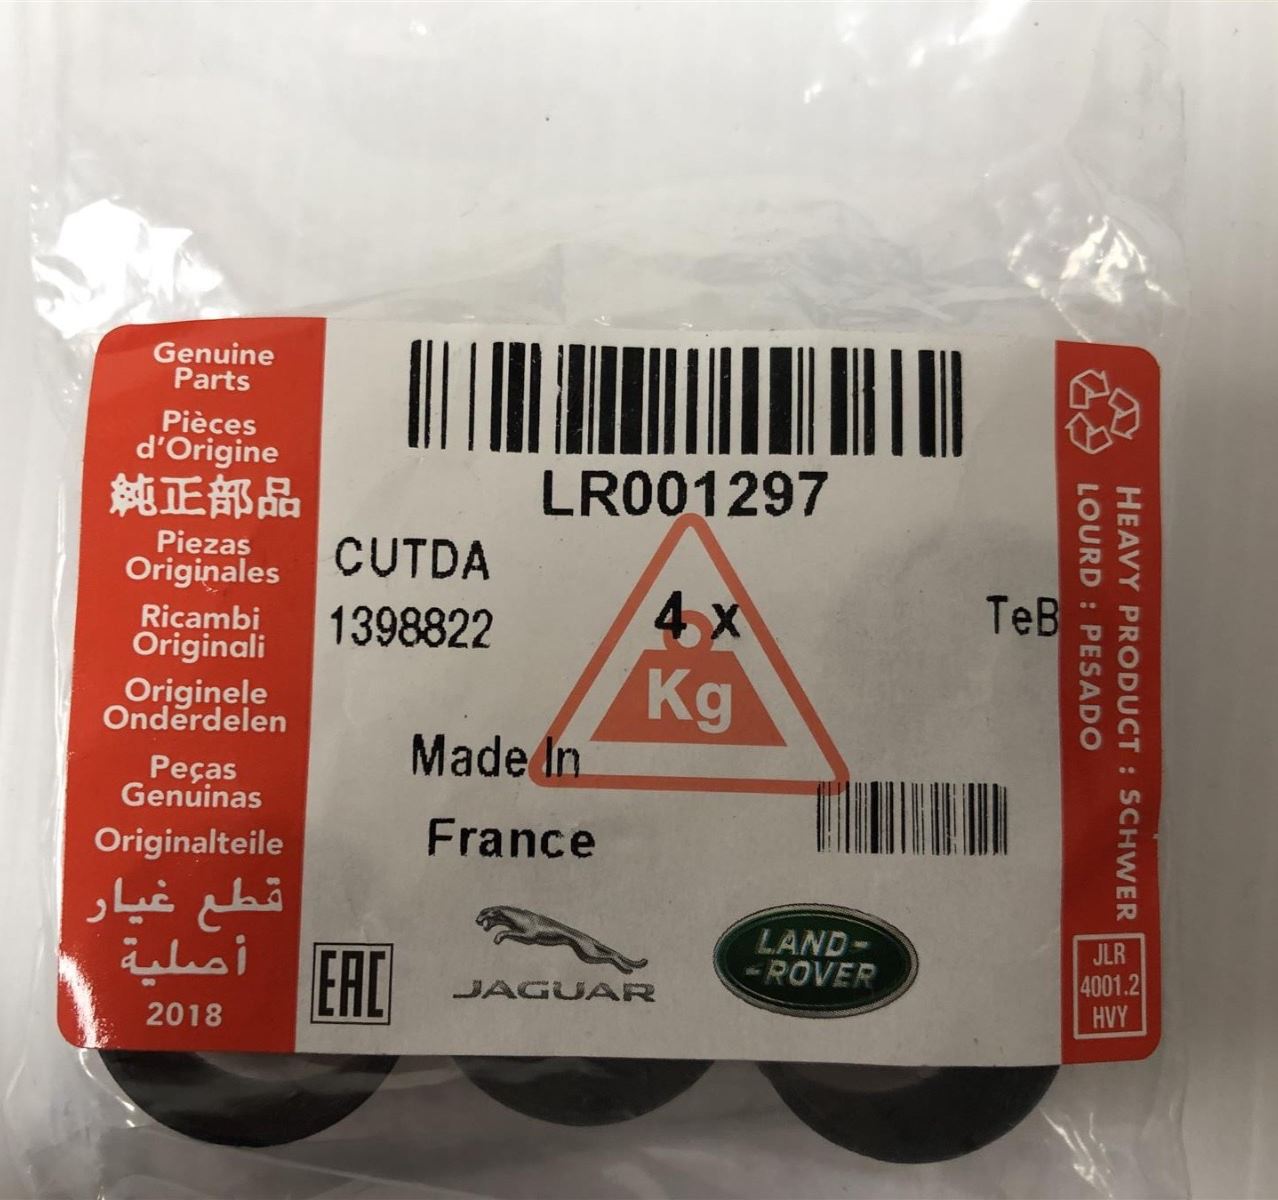 Genuine
Parts
Pièces
d'Origine
純正部品
Piezas
Originales
Ricambi
Originali
Originele
Onderdelen
Peças
Genuinas
Originalteile
قطع غيار
أصلية
2018
LR001297
CUTDA
1398822
4 x
TeB
Kg
Made In
France
EAC
JAGUAR
LAND-
-ROVER
HEAVY PRODUCT : SCHWER
LOURD : PESADO
JLR
4001.2
HVY